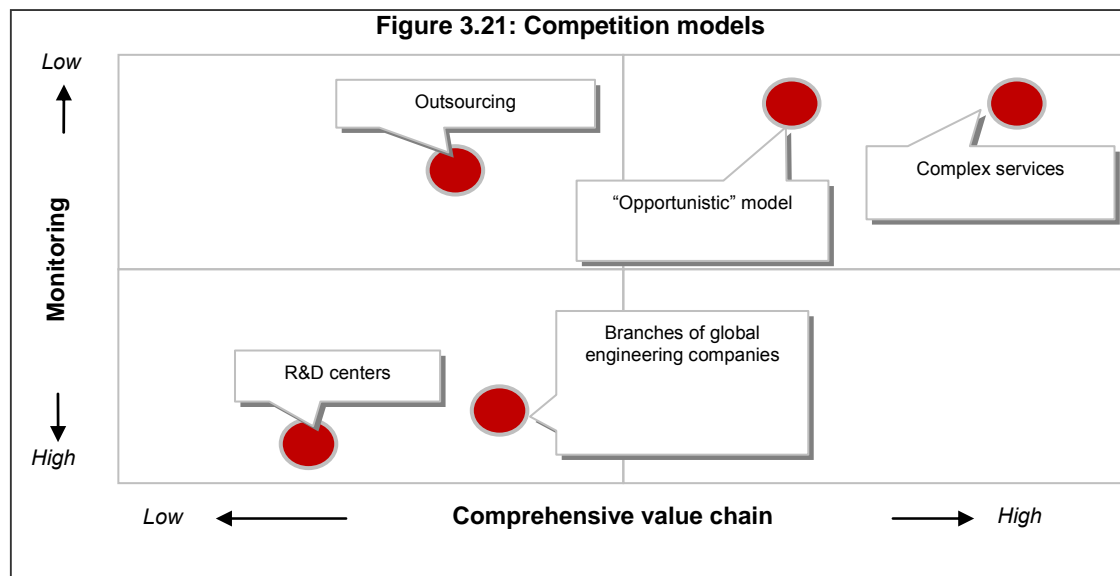 Figure 3.21: Competition models
Low
Outsourcing
Complex services
“Opportunistic” model
Monitoring
Branches of global
engineering companies
R&D centers
High
Low
Comprehensive value chain
High